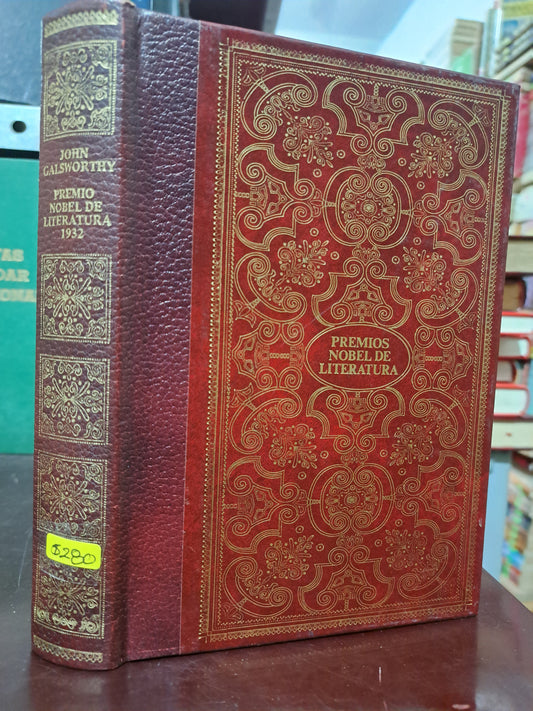 JOHN
GALSWORTHY
PREMIO
NOBEL DE
LITERATURA
1932
$280
PREMIOS
NOBEL DE
LITERATURA